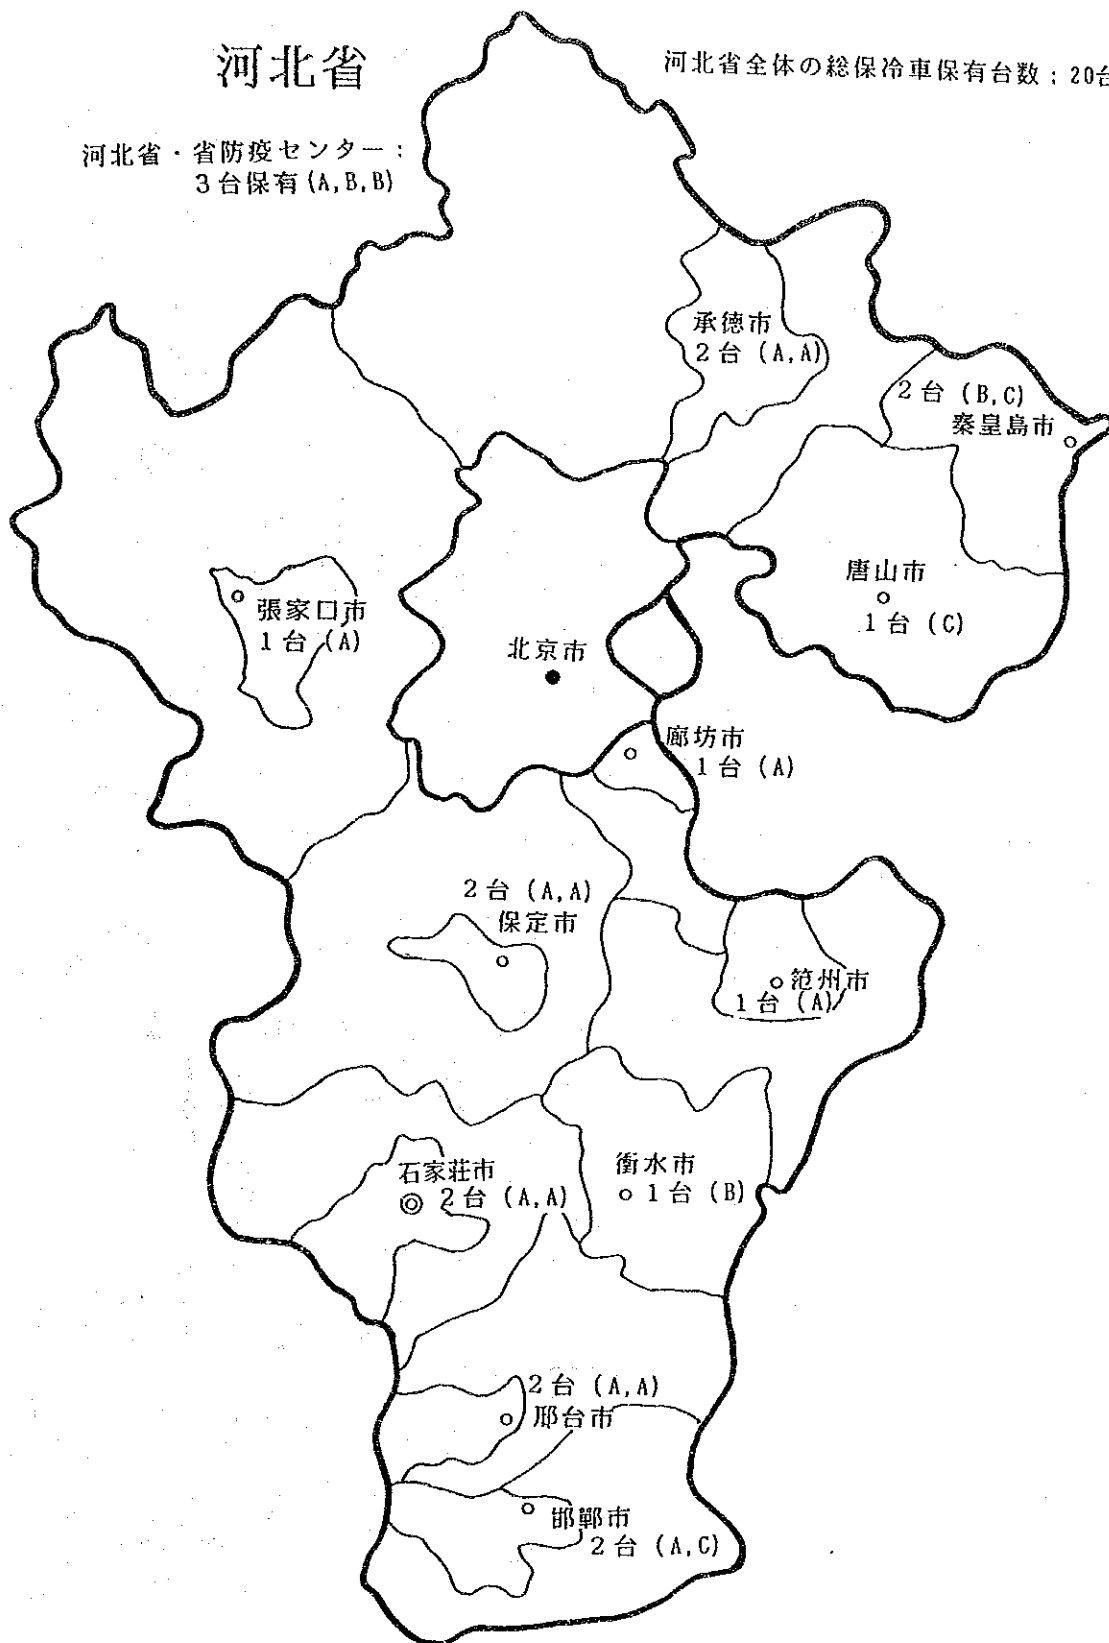 河北省
河北省全体の総保冷車保有台数；20台
河北省・省防疫センター：
3台保有(A,B,B)
承徳市
2台 (A,A)
2台 (B,C)
秦皇島市
唐山市
1台 (C)
張家口市
1台 (A)
北京市
廊坊市
1台 (A)
2台 (A,A)
保定市
范州市
1台 (A)
石家荘市
2台 (A,A)
衡水市
1台 (B)
2台 (A,A)
邢台市
邯鄲市
2台 (A,C)